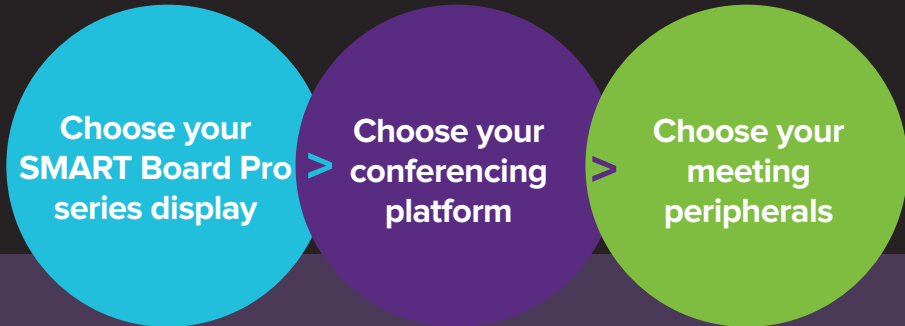 Choose your
SMART Board Pro
series display
>
Choose your
conferencing
platform
>
Choose your
meeting
peripherals